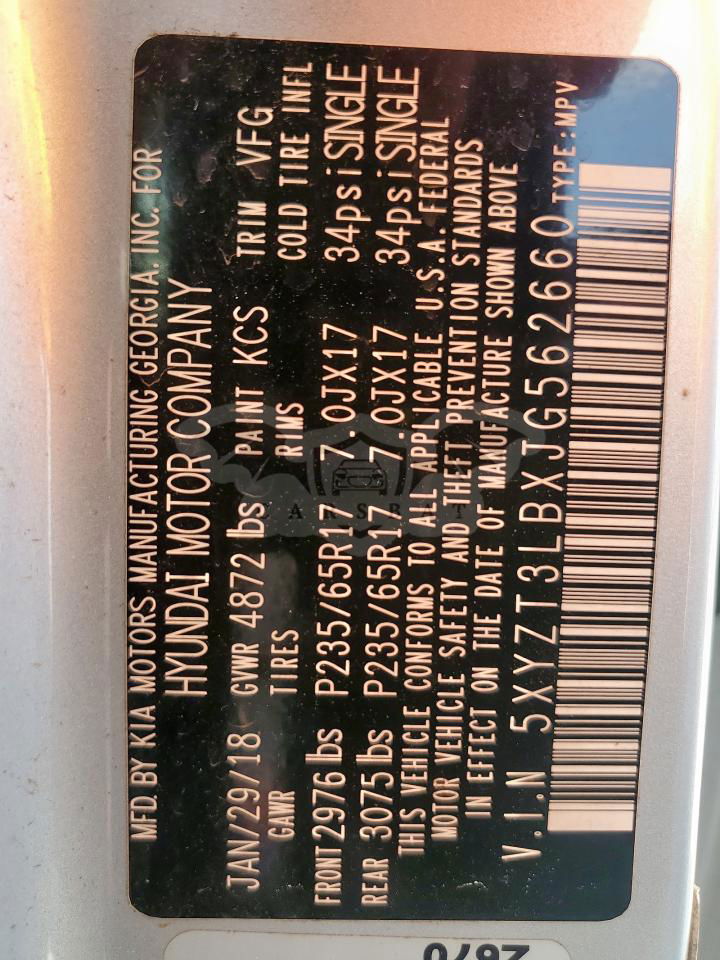 MFD. BY KIA MOTORS MANUFACTURING GEORGIA. INC. FOR
HYUNDAI MOTOR COMPANY
JAN/29/18 GVWR 4872 lbs PAINT KCS TRIM VFG
GAWR TIRES RIMS COLD TIRE INFL
FRONT 2976 lbs P235/65R17 7.0JX17 34psi SINGLE
REAR 3075 lbs P235/65R17 7.0JX17 34psi SINGLE
THIS VEHICLE CONFORMS TO ALL APPLICABLE U.S.A. FEDERAL
MOTOR VEHICLE SAFETY AND THEFT PREVENTION STANDARDS
IN EFFECT ON THE DATE OF MANUFACTURE SHOWN ABOVE
V.I.N 5XYZT3LBXJG562660 TYPE:MPV
CARSBAT